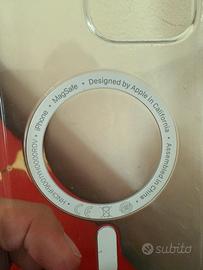 iPhone • MagSafe • Designed by Apple in California • Assembled in China •
subito